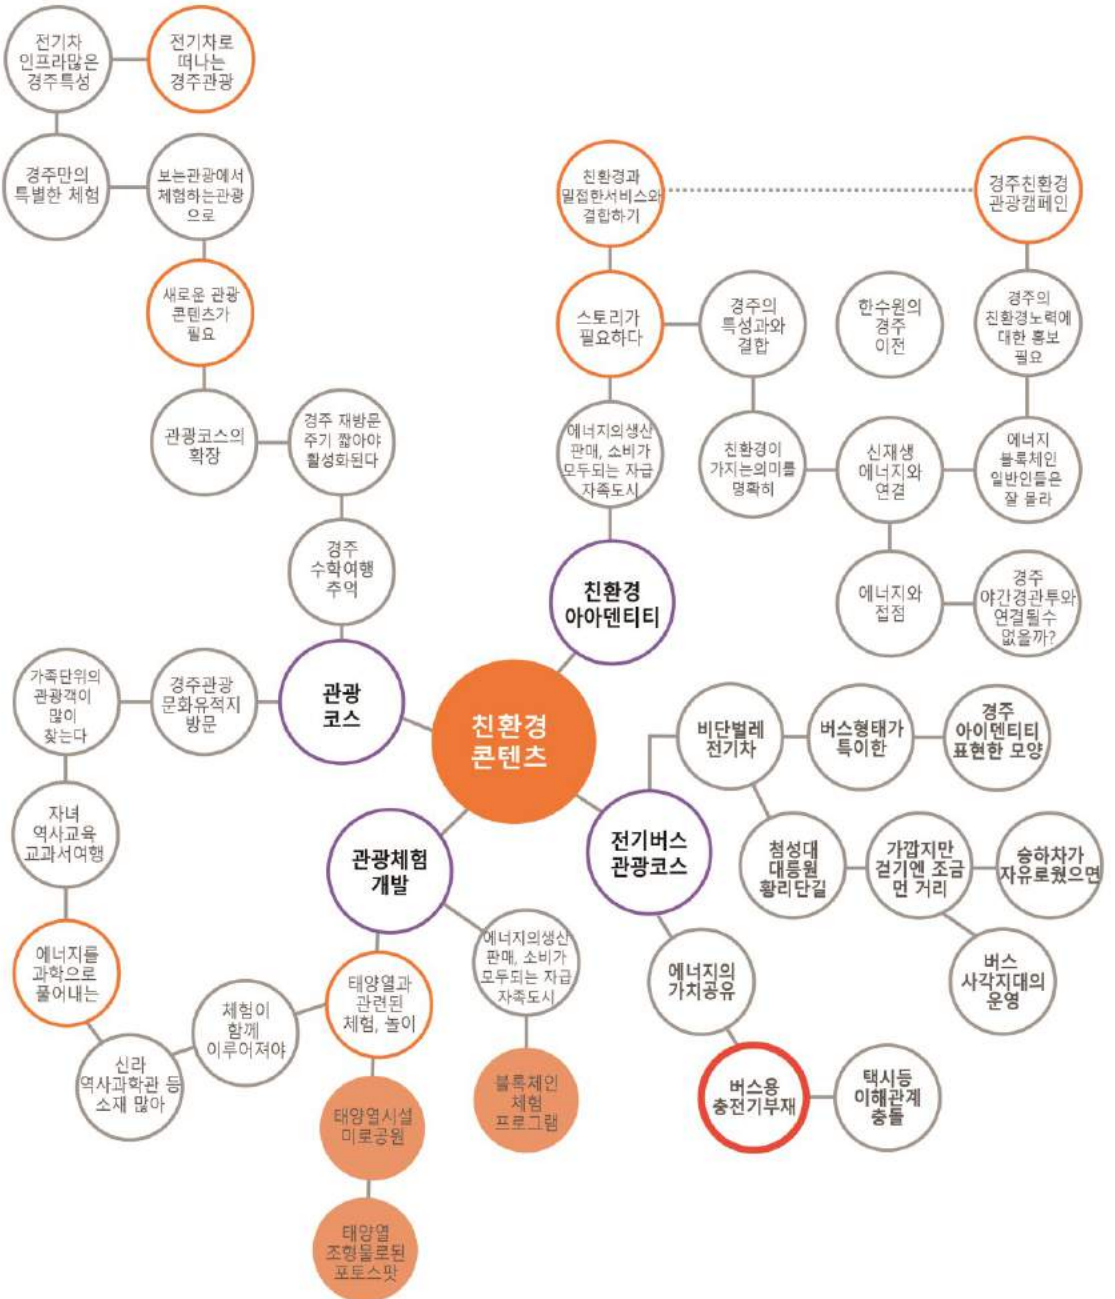 전기차
인프라많은
경주특성
전기차로
떠나는
경주관광
경주만의
특별한 체험
보는관광에서
체험하는관광
으로
새로운 관광
콘텐츠가
필요
관광코스의
확장
경주 재방문
주기 짧아야
활성화된다
경주
수학여행
추억
관광
코스
경주관광
문화유적지
방문
가족단위의
관광객이
많이
찾는다
자녀
역사교육
교과서여행
에너지를
과학으로
풀어내는
신라
역사과학관 등
소재 많아
체험이
함께
이루어져야
태양열과
관련된
체험, 놀이
태양열시설
미로공원
태양열
조형물로된
포토스팟
관광체험
개발
에너지의생산
판매, 소비가
모두되는 자급
자족도시
블록체인
체험
프로그램
친환경
콘텐츠
친환경
아아덴티티
에너지의생산
판매, 소비가
모두되는 자급
자족도시
스토리가
필요하다
친환경과
밀접한서비스와
결합하기
경주친환경
관광캠페인
경주의
특성과와
결합
한수원의
경주
이전
경주의
친환경노력에
대한 홍보
필요
친환경이
가지는의미를
명확히
신재생
에너지와
연결
에너지
블록체인
일반인들은
잘 몰라
에너지와
접점
경주
야간경관투와
연결될수
없을까?
전기버스
관광코스
비단벌레
전기차
버스형태가
특이한
경주
아이덴티티
표현한 모양
첨성대
대릉원
황리단길
가깝지만
걷기엔 조금
먼 거리
승하차가
자유로웠으면
버스
사각지대의
운영
에너지의
가치공유
버스용
충전기부재
택시등
이해관계
충돌